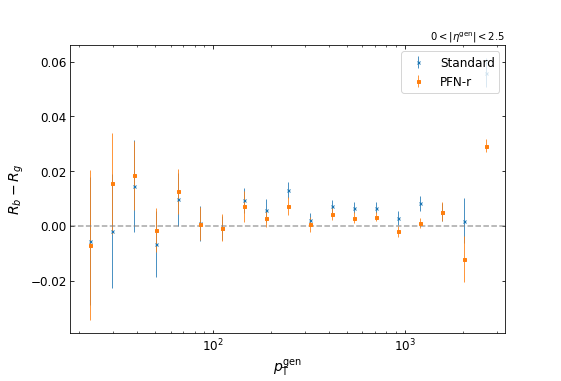 0 < |η^gen| < 2.5
Standard
PFN-r
0.06
0.04
0.02
0.00
−0.02
R_b − R_g
10^2
10^3
p_T^gen